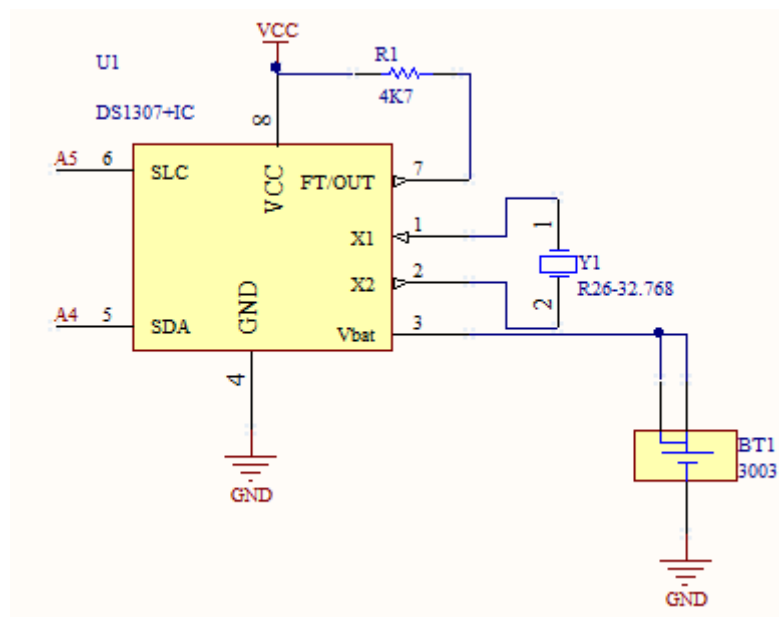 VCC
U1
R1
DS1307+IC
4K7
8
A5 6 SLC
VCC
FT/OUT 7
X1 1
1
Y1
X2 2
R26-32.768
2
GND
A4 5 SDA
Vbat 3
4
BT1
3003
GND
GND